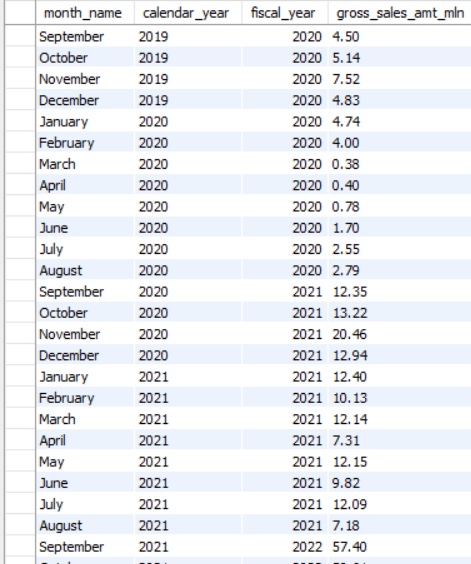 month_name calendar_year fiscal_year gross_sales_amt_mln
September 2019 2020 4.50
October 2019 2020 5.14
November 2019 2020 7.52
December 2019 2020 4.83
January 2020 2020 4.74
February 2020 2020 4.00
March 2020 2020 0.38
April 2020 2020 0.40
May 2020 2020 0.78
June 2020 2020 1.70
July 2020 2020 2.55
August 2020 2020 2.79
September 2020 2021 12.35
October 2020 2021 13.22
November 2020 2021 20.46
December 2020 2021 12.94
January 2021 2021 12.40
February 2021 2021 10.13
March 2021 2021 12.14
April 2021 2021 7.31
May 2021 2021 12.15
June 2021 2021 9.82
July 2021 2021 12.09
August 2021 2021 7.18
September 2021 2022 57.40